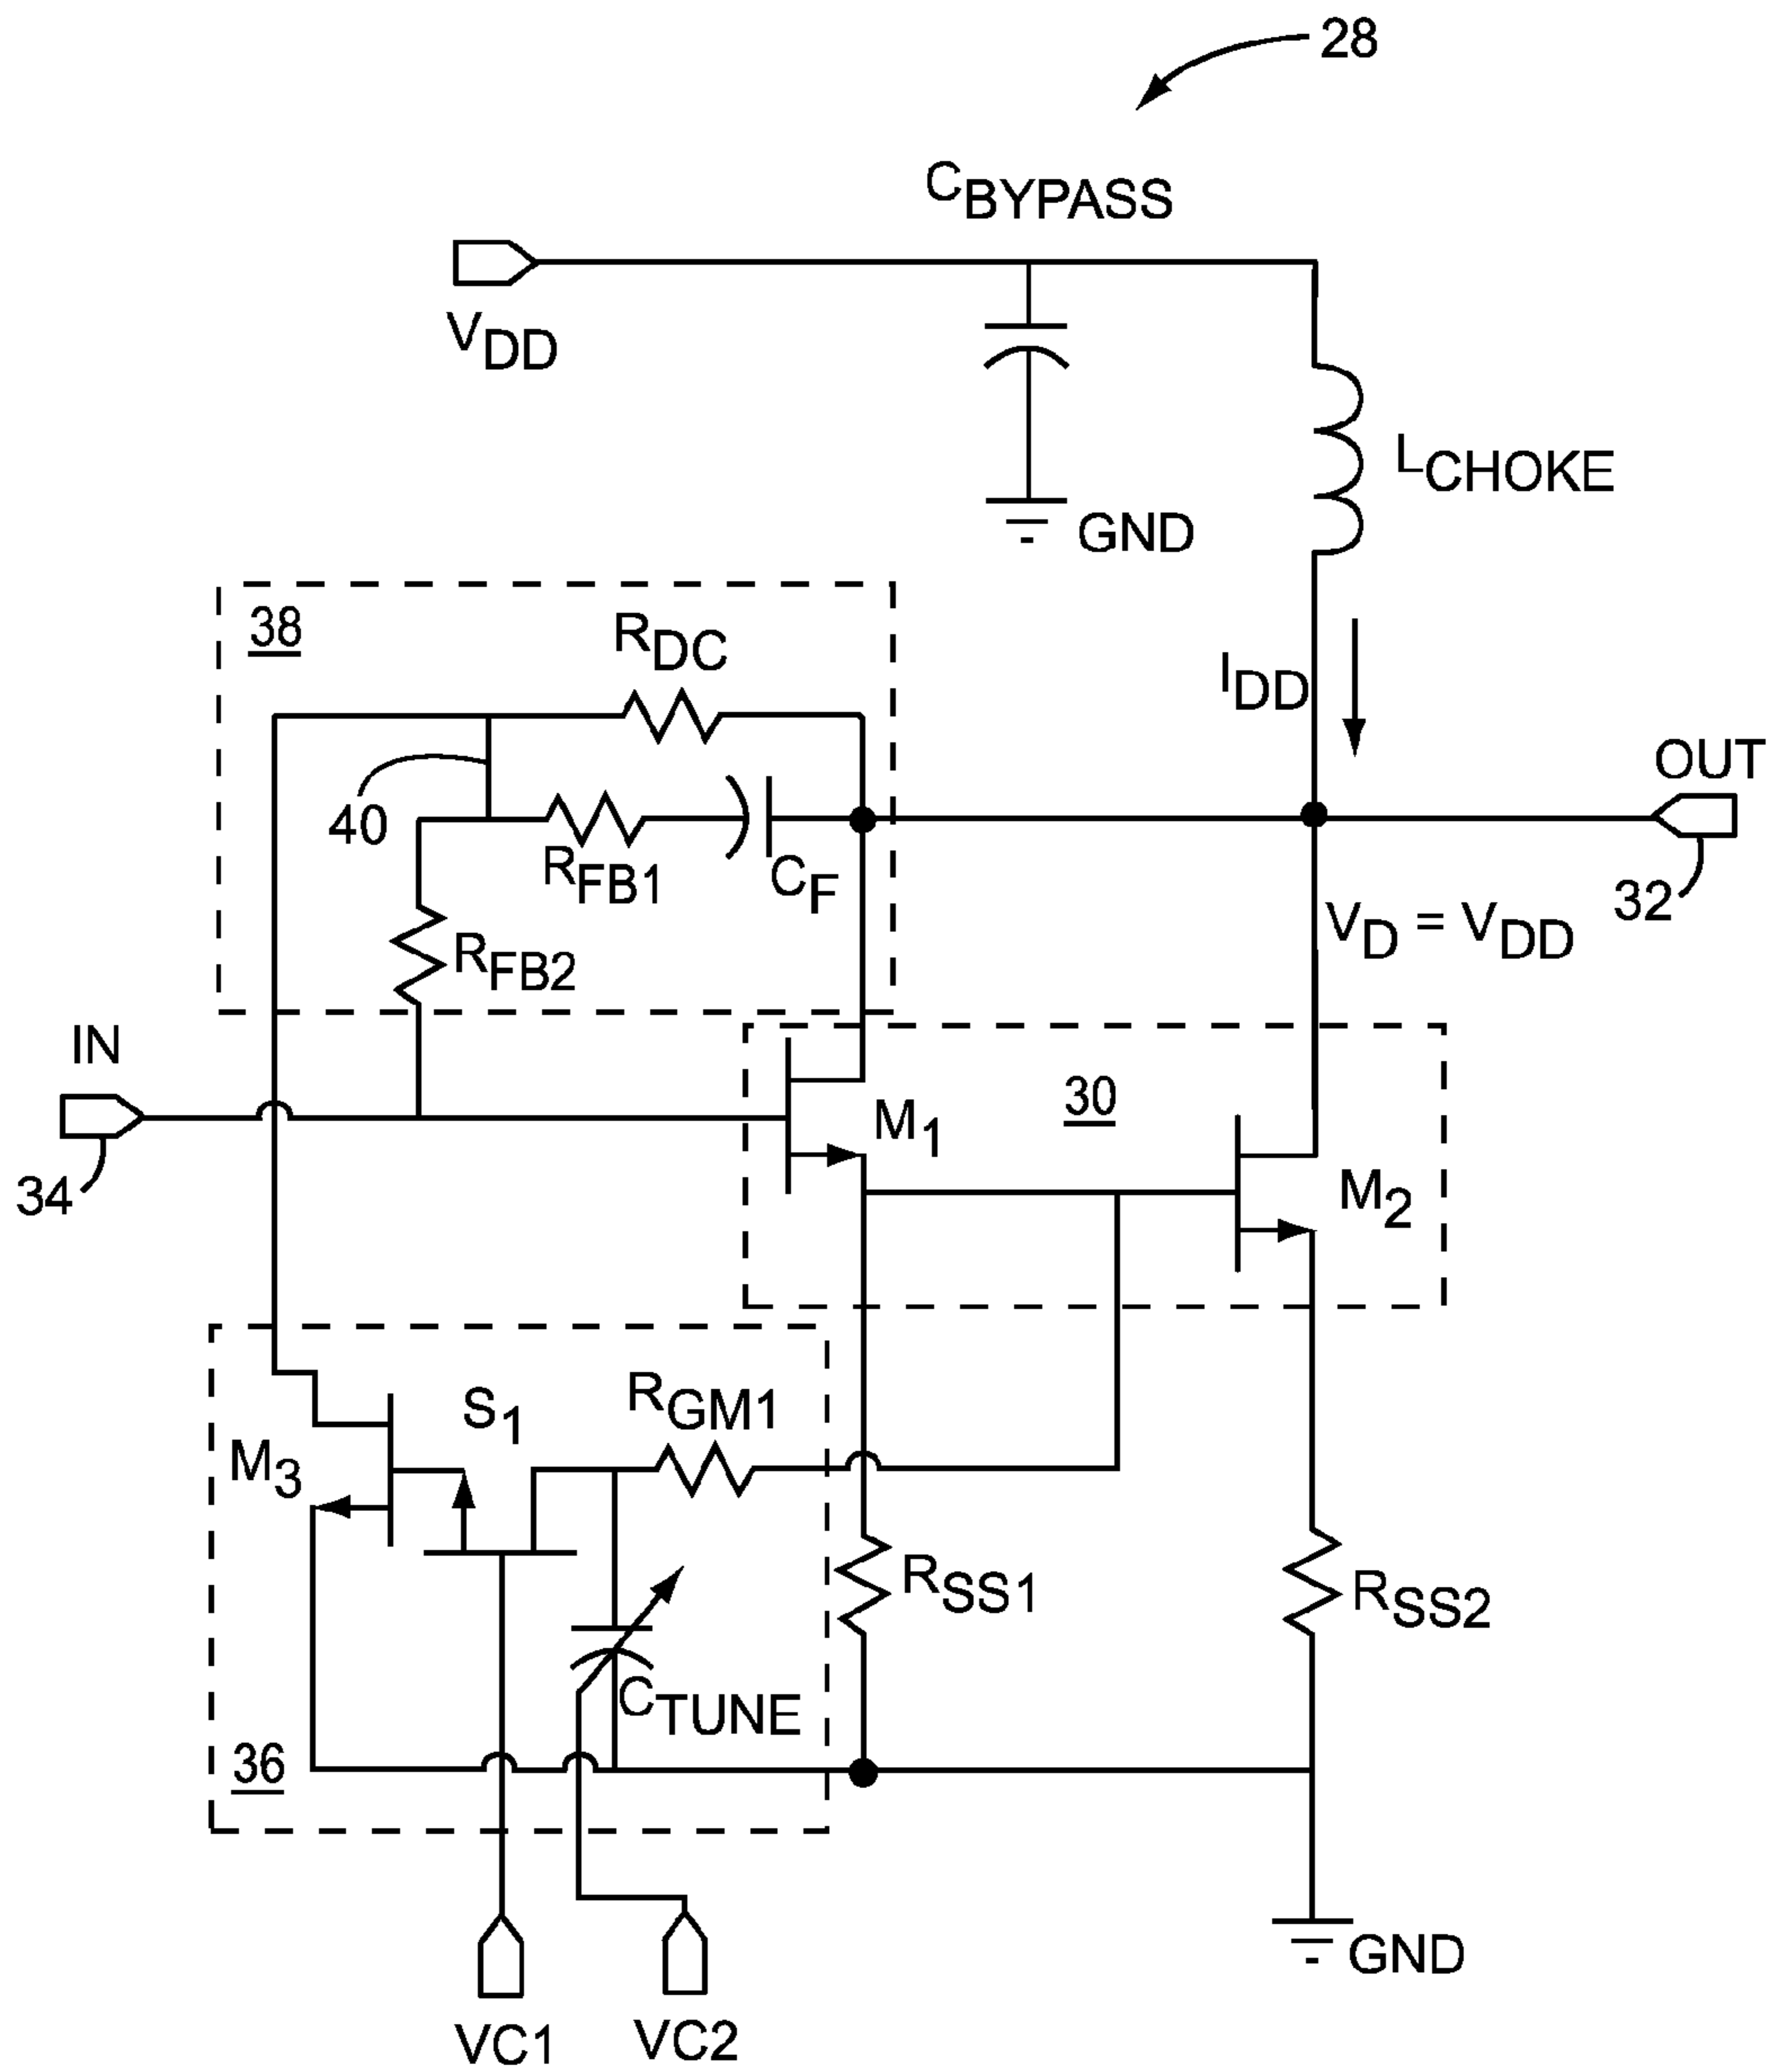 28
CBYPASS
VDD
LCHOKE
GND
38
RDC
IDD
OUT
40
RFB1
CF
32
VD = VDD
RFB2
IN
30
M1
34
M2
S1
RGM1
M3
RSS1
RSS2
CTUNE
36
GND
VC1
VC2